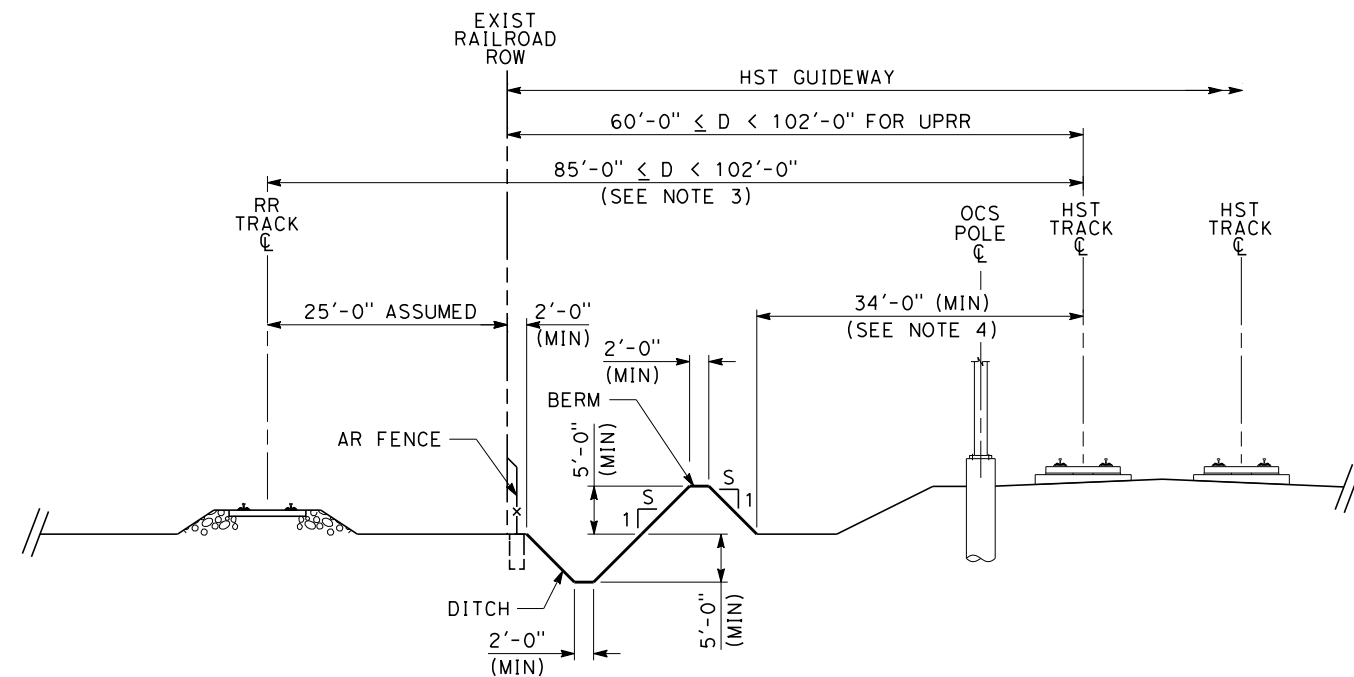 EXIST
RAILROAD
ROW
HST GUIDEWAY
60'-0" ≤ D < 102'-0" FOR UPRR
85'-0" ≤ D < 102'-0"
(SEE NOTE 3)
RR
TRACK
℄
OCS
POLE
℄
HST
TRACK
℄
HST
TRACK
℄
25'-0" ASSUMED
2'-0"
(MIN)
34'-0" (MIN)
(SEE NOTE 4)
2'-0"
(MIN)
BERM
AR FENCE
5'-0"
(MIN)
S
1
S
1
DITCH
5'-0"
(MIN)
2'-0"
(MIN)